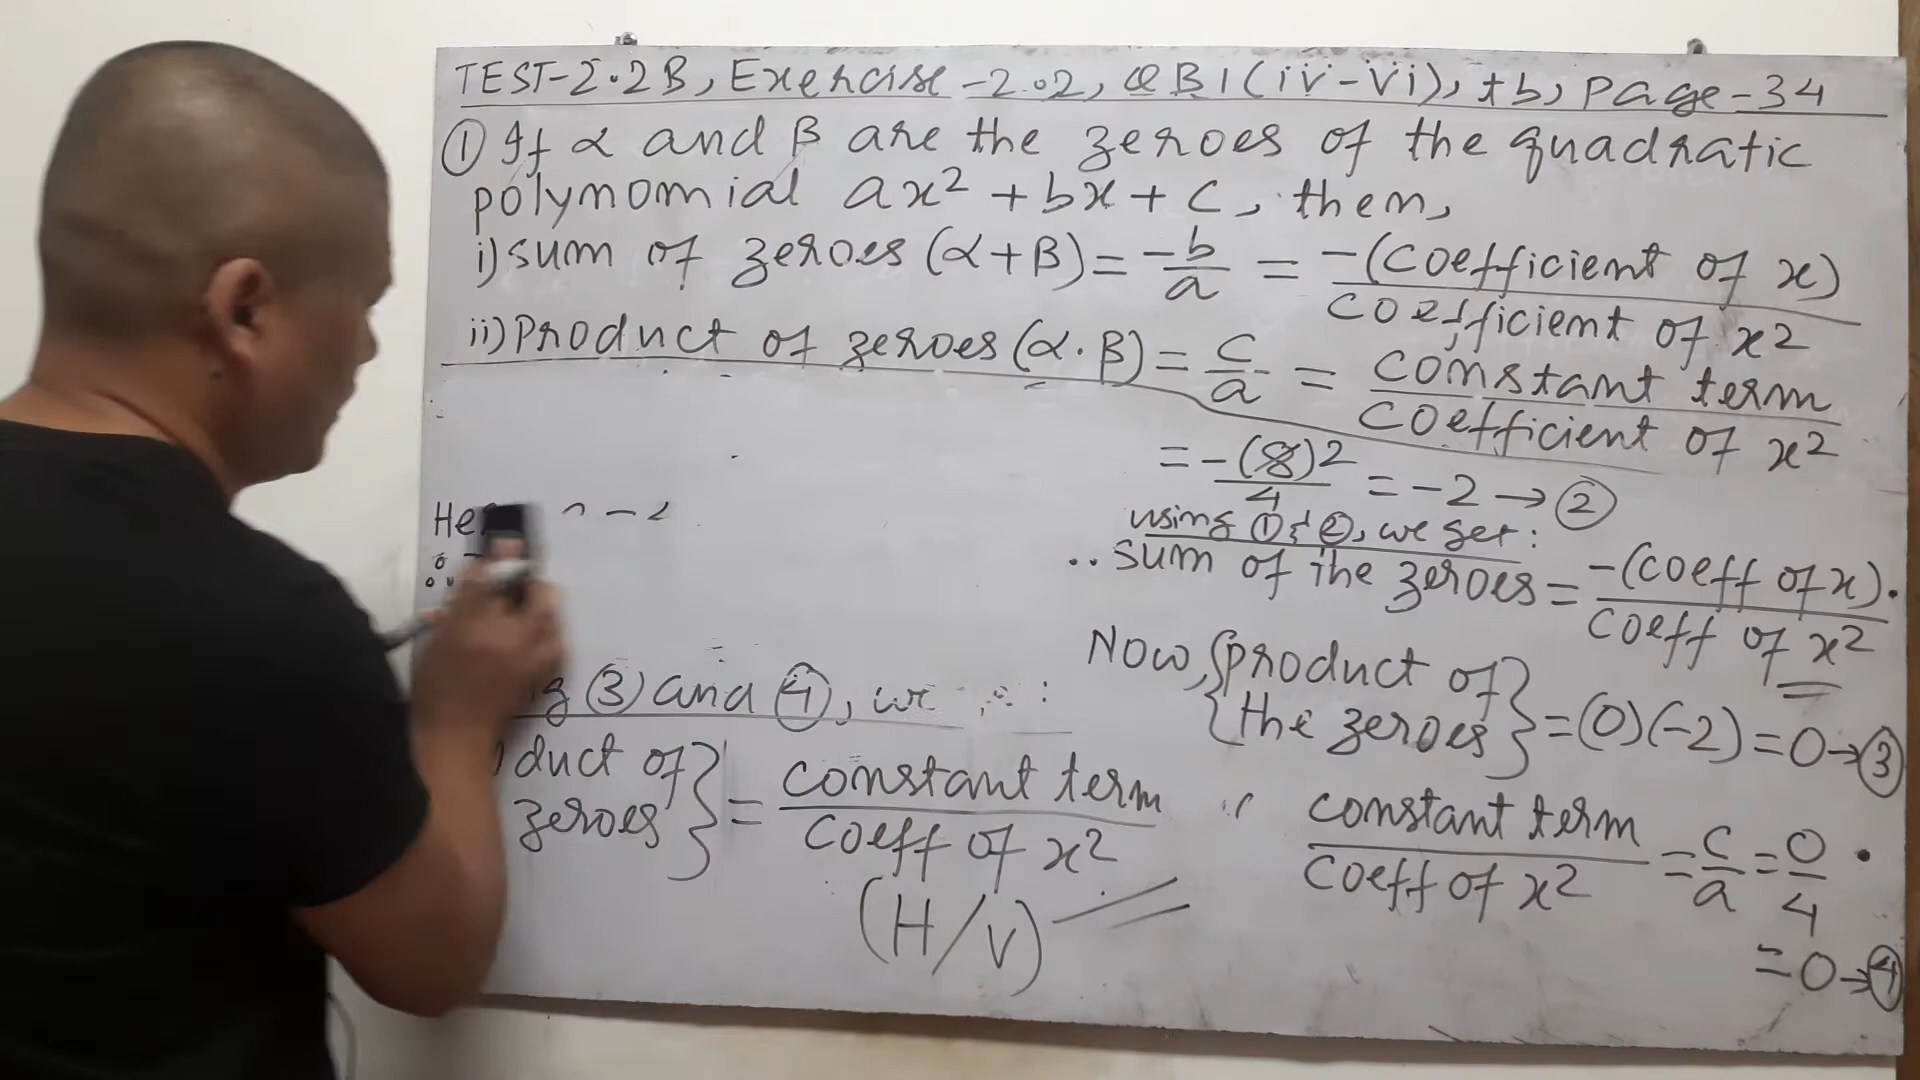 TEST-2.2B, Exercise-2.2, QB1(iv-vi), tb, Page-34
① If α and β are the zeroes of the quadratic
polynomial ax² + bx + c, then,
i) sum of zeroes (α+β) = -b/a = -(coefficient of x)/coefficient of x²
ii) Product of zeroes (α.β) = c/a = constant term/coefficient of x²
= -(8)2/4 = -2 → ②
using ① & ②, we get:
.. sum of the zeroes = -(coeff of x)/coeff of x².
Now, {product of the zeroes} = (0)(-2) = 0 → ③
constant term/coeff of x² = c/a = 0/4
= 0 → ④
He
g ③ and ④, we :
duct of zeroes} = constant term/coeff of x²
(H/V)